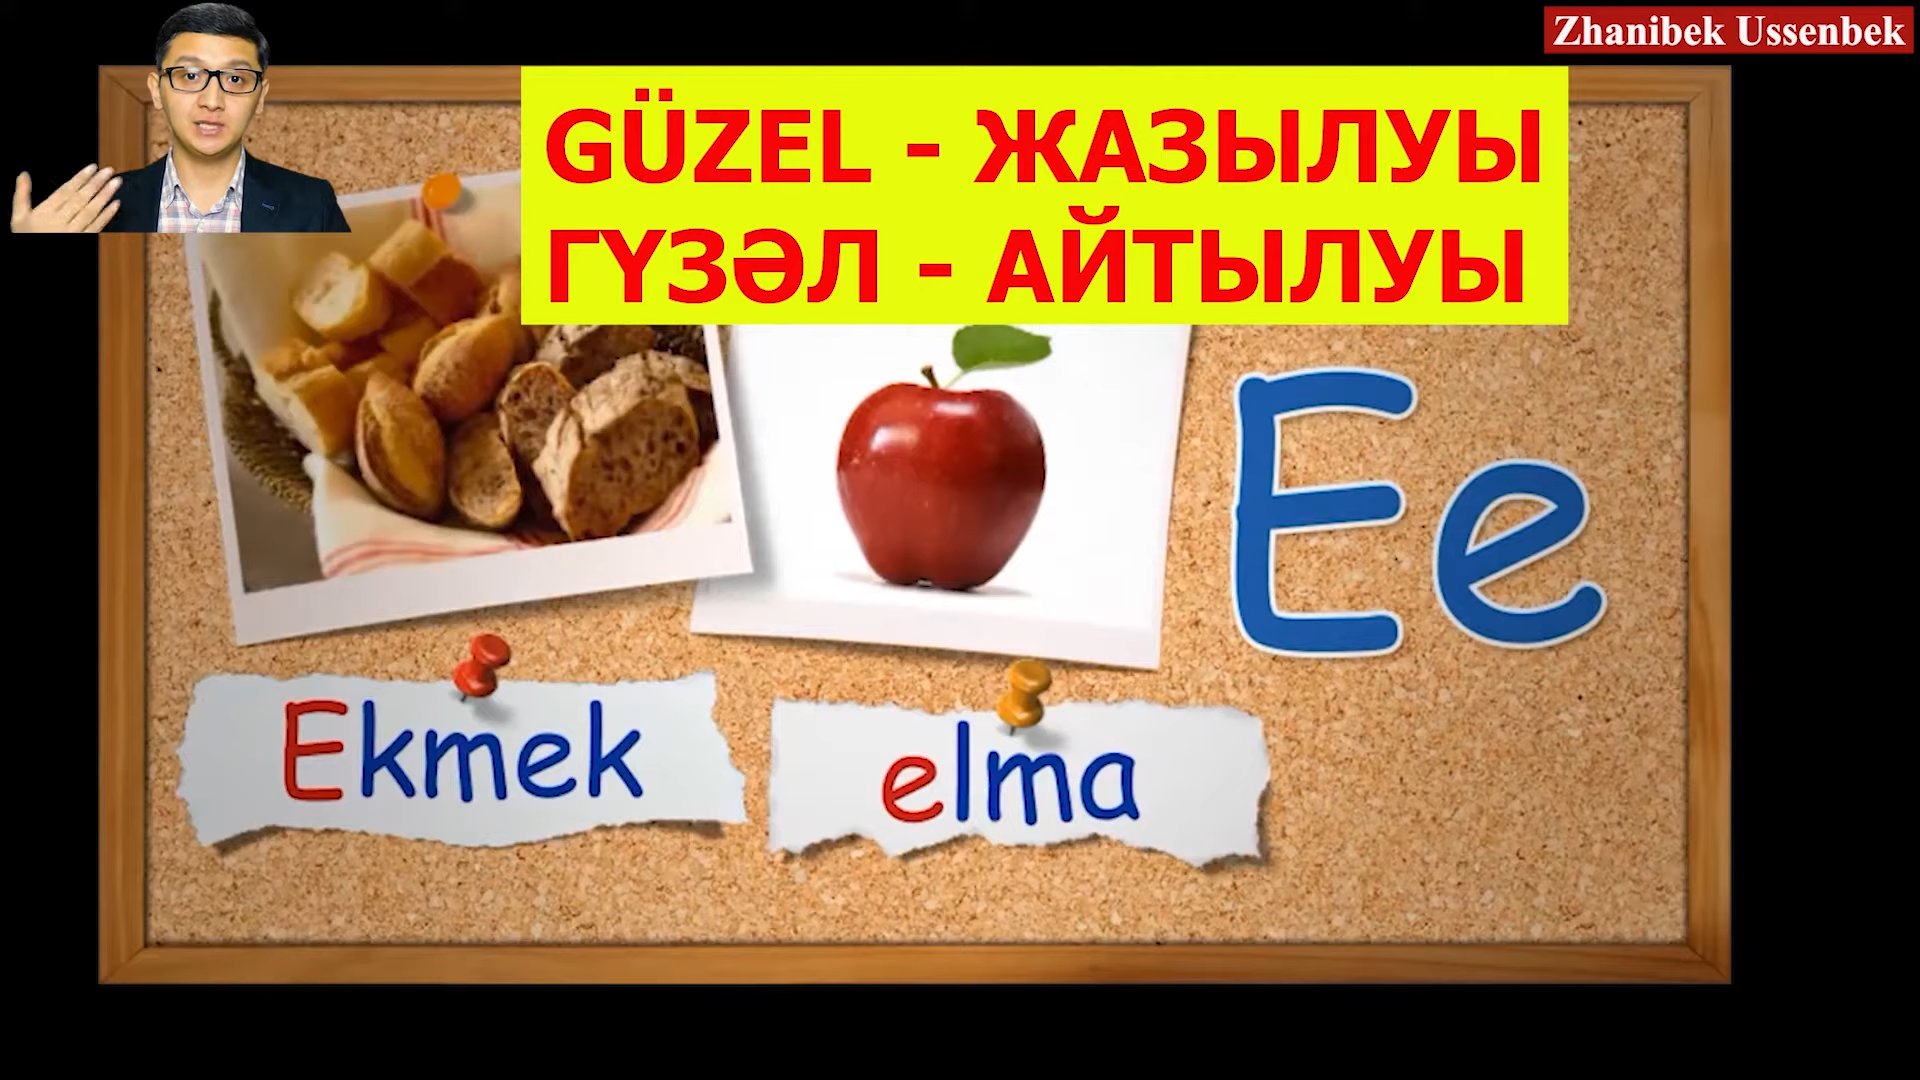 Zhanibek Ussenbek
GÜZEL - ЖАЗЫЛУЫ
ГҮЗӘЛ - АЙТЫЛУЫ
Ee
Ekmek
elma